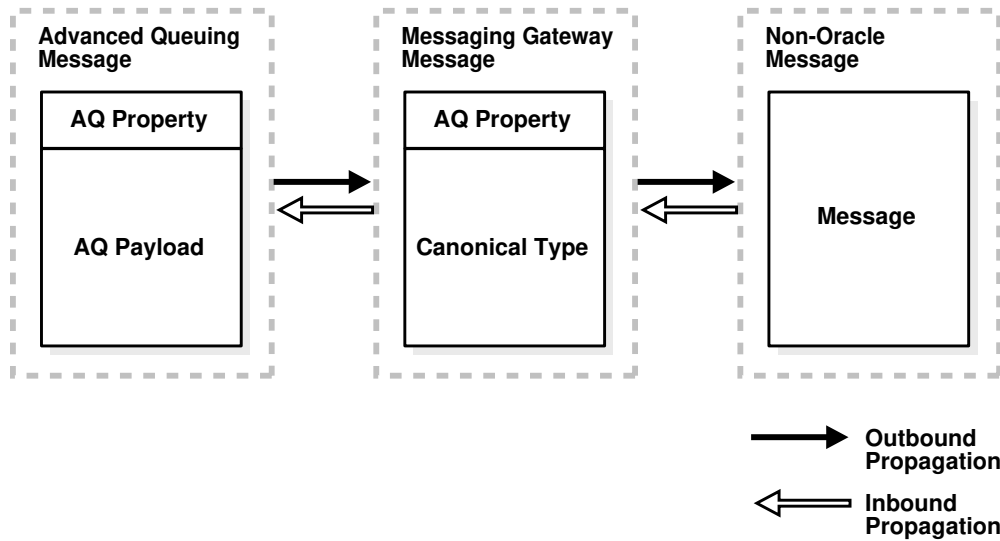 Advanced Queuing
Message
AQ Property
AQ Payload
Messaging Gateway
Message
AQ Property
Canonical Type
Non-Oracle
Message
Message
Outbound
Propagation
Inbound
Propagation